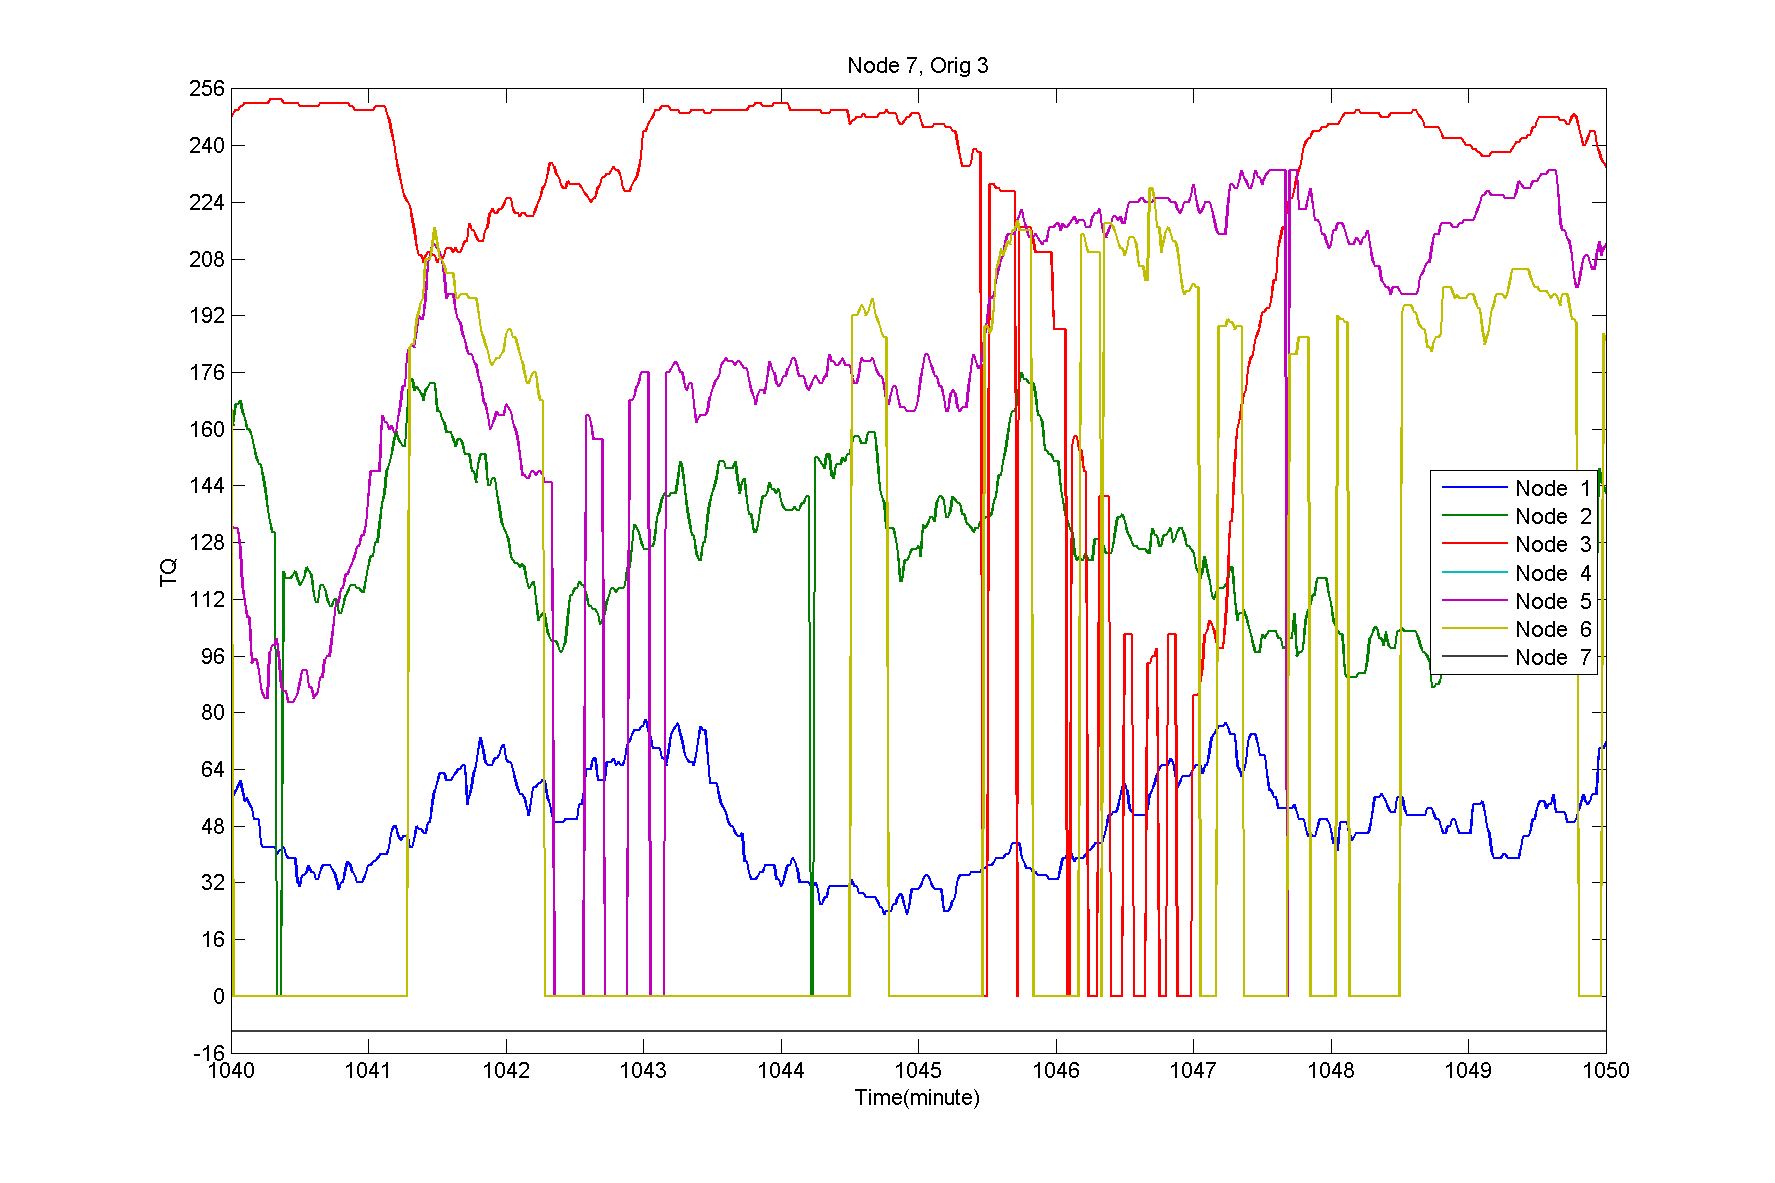 Node 7, Orig 3
256
240
224
208
192
176
160
144
128
112
96
80
64
48
32
16
0
-16
TQ
1040 1041 1042 1043 1044 1045 1046 1047 1048 1049 1050
Time(minute)
Node 1
Node 2
Node 3
Node 4
Node 5
Node 6
Node 7